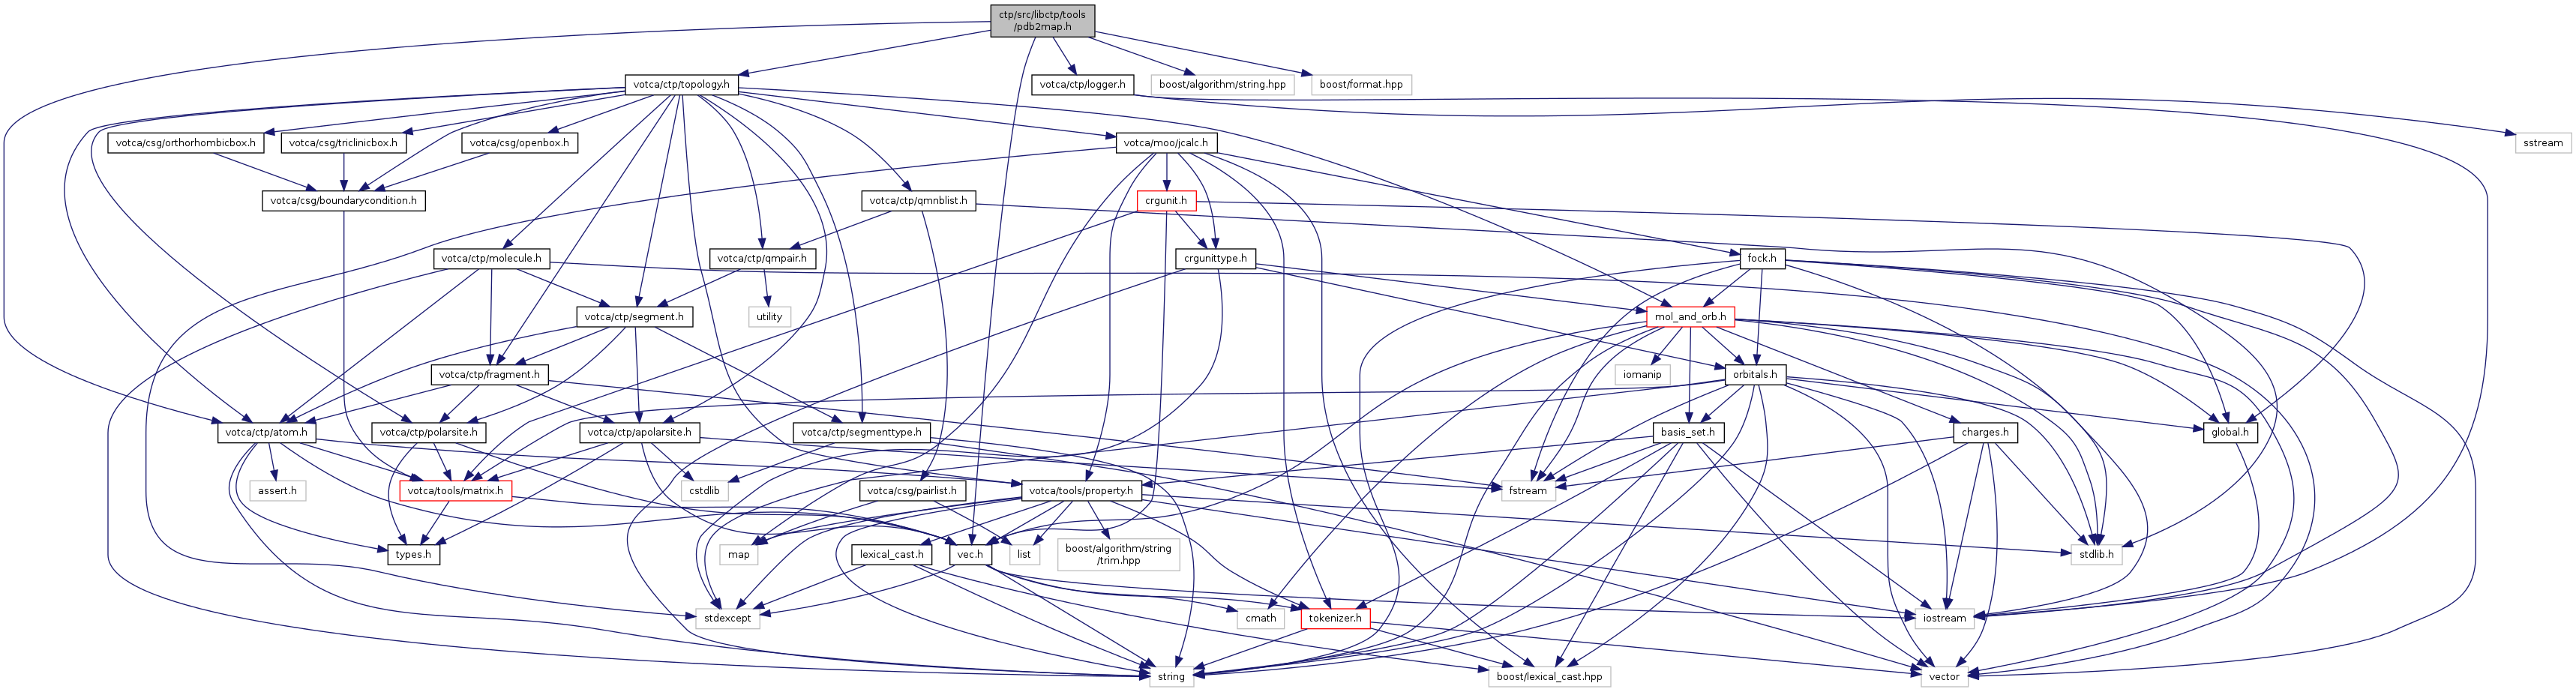 ctp/src/libctp/tools
/pdb2map.h
votca/ctp/topology.h
votca/ctp/logger.h
boost/algorithm/string.hpp
boost/format.hpp
votca/csg/orthorhombicbox.h
votca/csg/triclinicbox.h
votca/csg/openbox.h
votca/moo/jcalc.h
sstream
votca/csg/boundarycondition.h
votca/ctp/qmnblist.h
crgunit.h
votca/ctp/molecule.h
votca/ctp/qmpair.h
crgunittype.h
fock.h
votca/ctp/segment.h
utility
mol_and_orb.h
votca/ctp/fragment.h
iomanip
orbitals.h
votca/ctp/atom.h
votca/ctp/polarsite.h
votca/ctp/apolarsite.h
votca/ctp/segmenttype.h
basis_set.h
charges.h
global.h
assert.h
votca/tools/matrix.h
cstdlib
votca/csg/pairlist.h
votca/tools/property.h
fstream
types.h
map
lexical_cast.h
vec.h
list
boost/algorithm/string
/trim.hpp
stdlib.h
stdexcept
cmath
tokenizer.h
iostream
string
boost/lexical_cast.hpp
vector